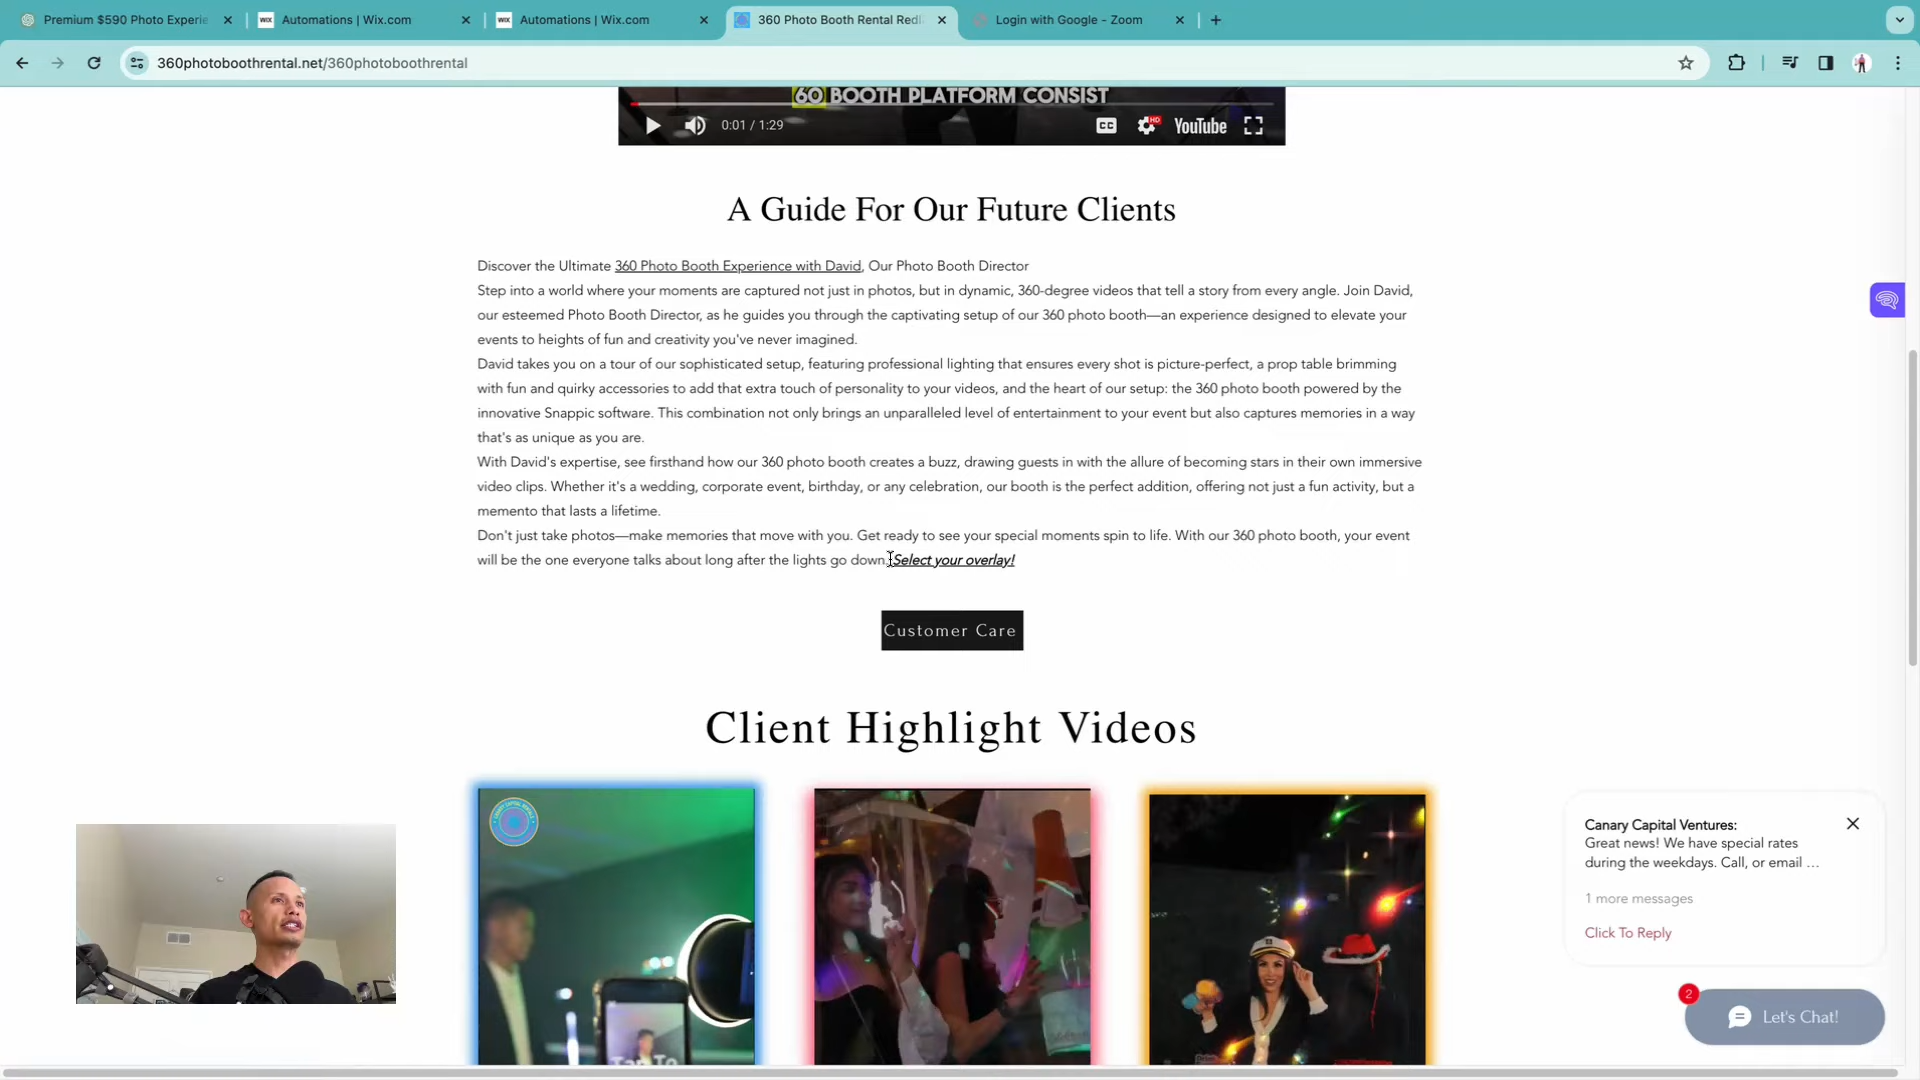 Premium $590 Photo Experie
Automations | Wix.com
Automations | Wix.com
360 Photo Booth Rental Redl
Login with Google - Zoom
360photoboothrental.net/360photoboothrental
60 BOOTH PLATFORM CONSIST
0:01 / 1:29
CC
HD
YouTube
A Guide For Our Future Clients
Discover the Ultimate 360 Photo Booth Experience with David, Our Photo Booth Director
Step into a world where your moments are captured not just in photos, but in dynamic, 360-degree videos that tell a story from every angle. Join David,
our esteemed Photo Booth Director, as he guides you through the captivating setup of our 360 photo booth—an experience designed to elevate your
events to heights of fun and creativity you've never imagined.
David takes you on a tour of our sophisticated setup, featuring professional lighting that ensures every shot is picture-perfect, a prop table brimming
with fun and quirky accessories to add that extra touch of personality to your videos, and the heart of our setup: the 360 photo booth powered by the
innovative Snappic software. This combination not only brings an unparalleled level of entertainment to your event but also captures memories in a way
that's as unique as you are.
With David's expertise, see firsthand how our 360 photo booth creates a buzz, drawing guests in with the allure of becoming stars in their own immersive
video clips. Whether it's a wedding, corporate event, birthday, or any celebration, our booth is the perfect addition, offering not just a fun activity, but a
memento that lasts a lifetime.
Don't just take photos—make memories that move with you. Get ready to see your special moments spin to life. With our 360 photo booth, your event
will be the one everyone talks about long after the lights go down. Select your overlay!
Customer Care
Client Highlight Videos
Tap To
Canary Capital Ventures:
Great news! We have special rates
during the weekdays. Call, or email ...
1 more messages
Click To Reply
2
Let's Chat!